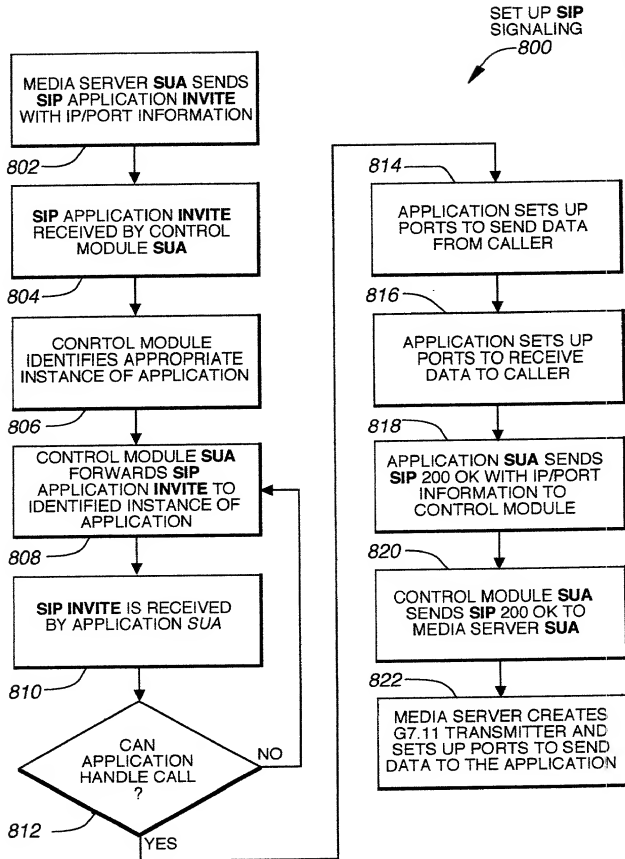 SET UP SIP
SIGNALING
800
MEDIA SERVER SUA SENDS
SIP APPLICATION INVITE
WITH IP/PORT INFORMATION
802
SIP APPLICATION INVITE
RECEIVED BY CONTROL
MODULE SUA
804
CONRTOL MODULE
IDENTIFIES APPROPRIATE
INSTANCE OF APPLICATION
806
CONTROL MODULE SUA
FORWARDS SIP
APPLICATION INVITE TO
IDENTIFIED INSTANCE OF
APPLICATION
808
SIP INVITE IS RECEIVED
BY APPLICATION SUA
810
CAN
APPLICATION
HANDLE CALL
?
NO
812
YES
814
APPLICATION SETS UP
PORTS TO SEND DATA
FROM CALLER
816
APPLICATION SETS UP
PORTS TO RECEIVE
DATA TO CALLER
818
APPLICATION SUA SENDS
SIP 200 OK WITH IP/PORT
INFORMATION TO
CONTROL MODULE
820
CONTROL MODULE SUA
SENDS SIP 200 OK TO
MEDIA SERVER SUA
822
MEDIA SERVER CREATES
G7.11 TRANSMITTER AND
SETS UP PORTS TO SEND
DATA TO THE APPLICATION